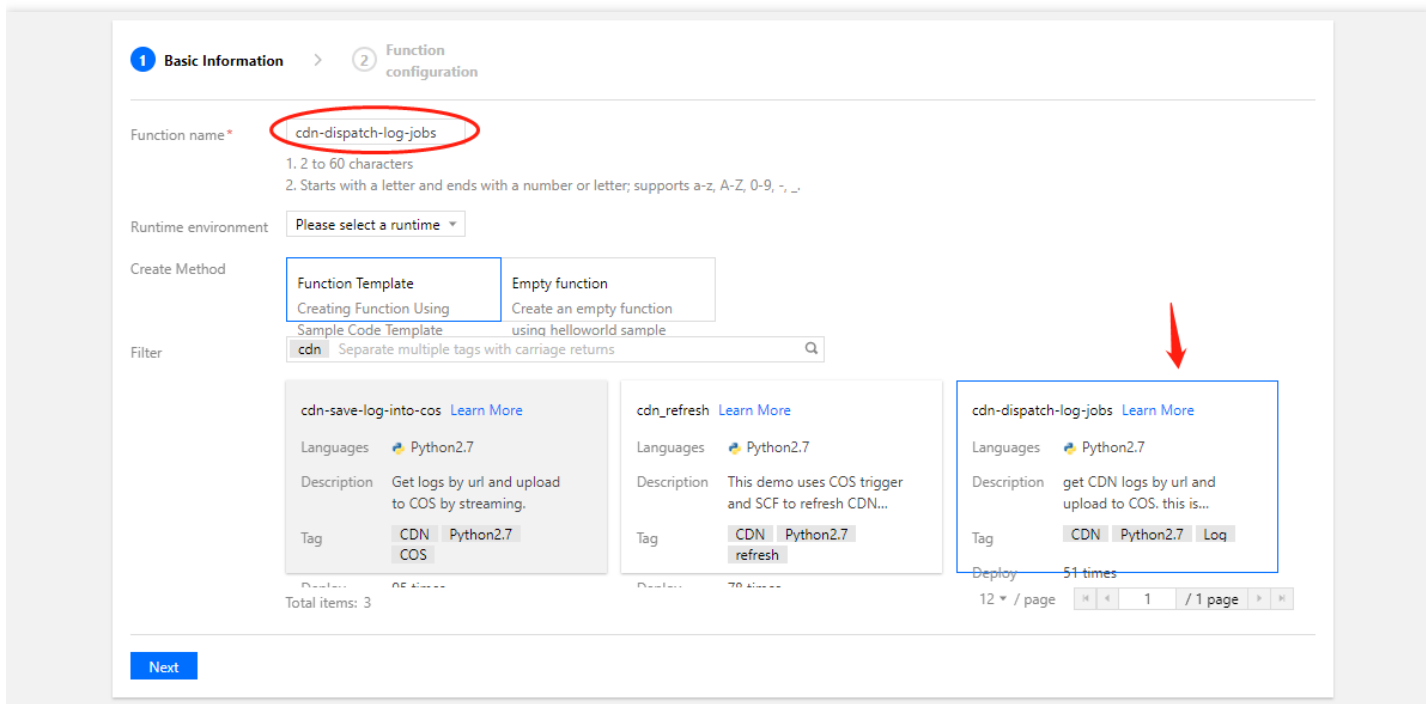 1 Basic Information > 2 Function configuration
Function name* cdn-dispatch-log-jobs
1. 2 to 60 characters
2. Starts with a letter and ends with a number or letter; supports a-z, A-Z, 0-9, -, _.
Runtime environment Please select a runtime
Create Method
Function Template
Creating Function Using
Sample Code Template
Empty function
Create an empty function
using helloworld sample
Filter cdn Separate multiple tags with carriage returns
cdn-save-log-into-cos Learn More
Languages Python2.7
Description Get logs by url and upload
to COS by streaming.
Tag CDN Python2.7
COS
Deploy 95 times
cdn_refresh Learn More
Languages Python2.7
Description This demo uses COS trigger
and SCF to refresh CDN...
Tag CDN Python2.7
refresh
Deploy 78 times
cdn-dispatch-log-jobs Learn More
Languages Python2.7
Description get CDN logs by url and
upload to COS. this is...
Tag CDN Python2.7 Log
Deploy 51 times
Total items: 3
12 / page 1 / 1 page
Next